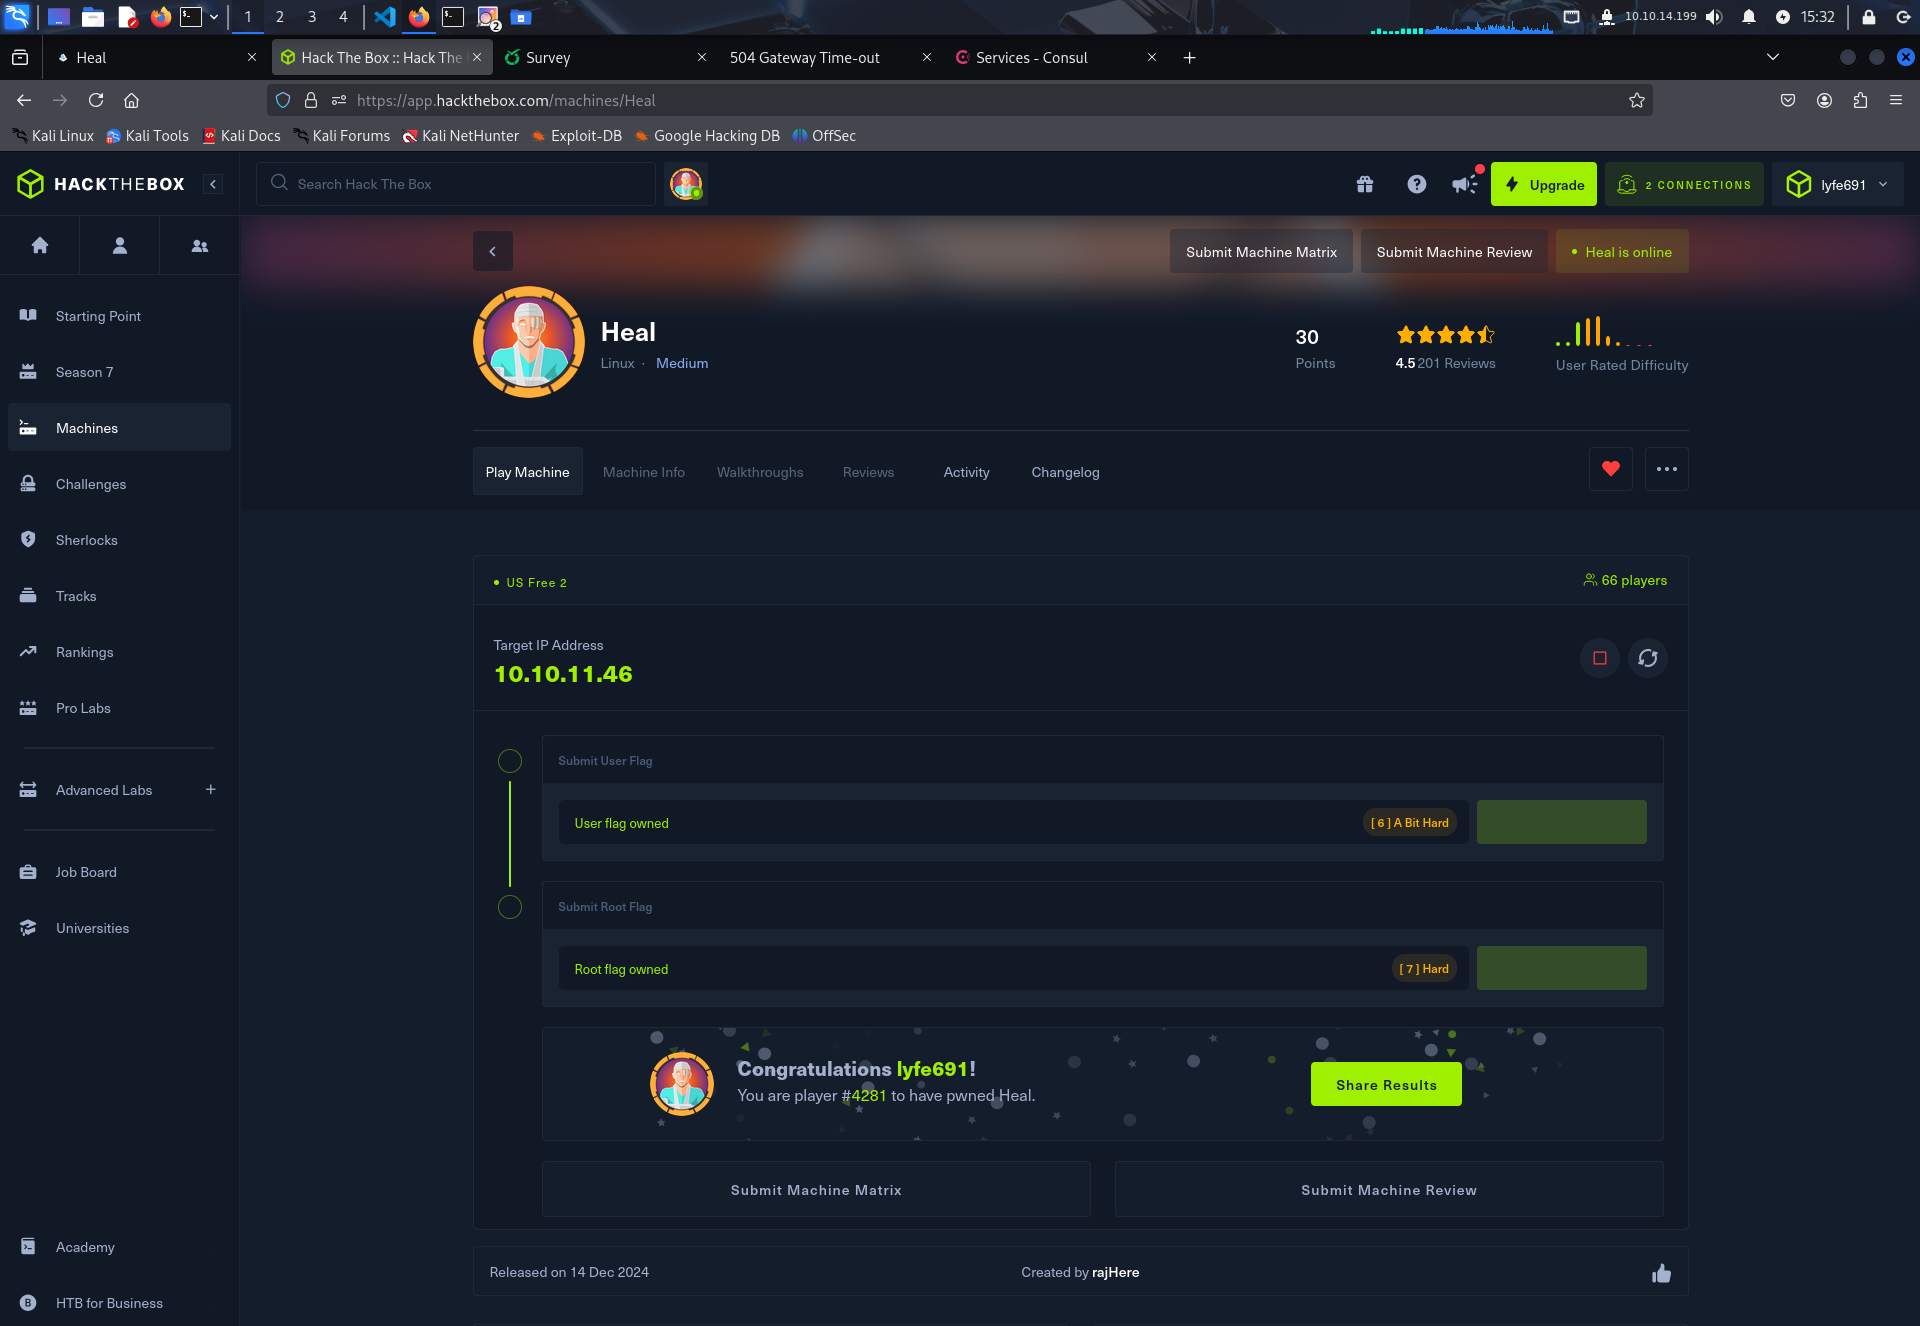 1 2 3 4
2
10.10.14.199
15:32
Heal
Hack The Box :: Hack The
Survey
504 Gateway Time-out
Services - Consul
https://app.hackthebox.com/machines/Heal
Kali Linux Kali Tools Kali Docs Kali Forums Kali NetHunter Exploit-DB Google Hacking DB OffSec
HACKTHEBOX
Search Hack The Box
Upgrade
2 CONNECTIONS
lyfe691
Submit Machine Matrix
Submit Machine Review
Heal is online
Starting Point
Season 7
Machines
Challenges
Sherlocks
Tracks
Rankings
Pro Labs
Advanced Labs
Job Board
Universities
Academy
HTB for Business
Heal
Linux · Medium
30
Points
4.5 201 Reviews
User Rated Difficulty
Play Machine
Machine Info
Walkthroughs
Reviews
Activity
Changelog
US Free 2
66 players
Target IP Address
10.10.11.46
Submit User Flag
User flag owned
[ 6 ] A Bit Hard
Submit Root Flag
Root flag owned
[ 7 ] Hard
Congratulations lyfe691!
You are player #4281 to have pwned Heal.
Share Results
Submit Machine Matrix
Submit Machine Review
Released on 14 Dec 2024
Created by rajHere